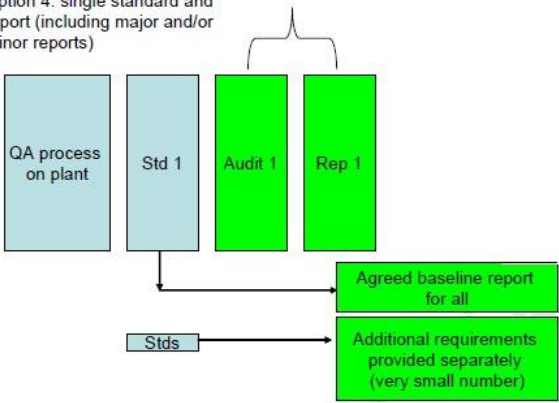 ption 4: single standard and
port (including major and/or
inor reports)
QA process
on plant
Std 1
Audit 1
Rep 1
Agreed baseline report
for all
Stds
Additional requirements
provided separately
(very small number)